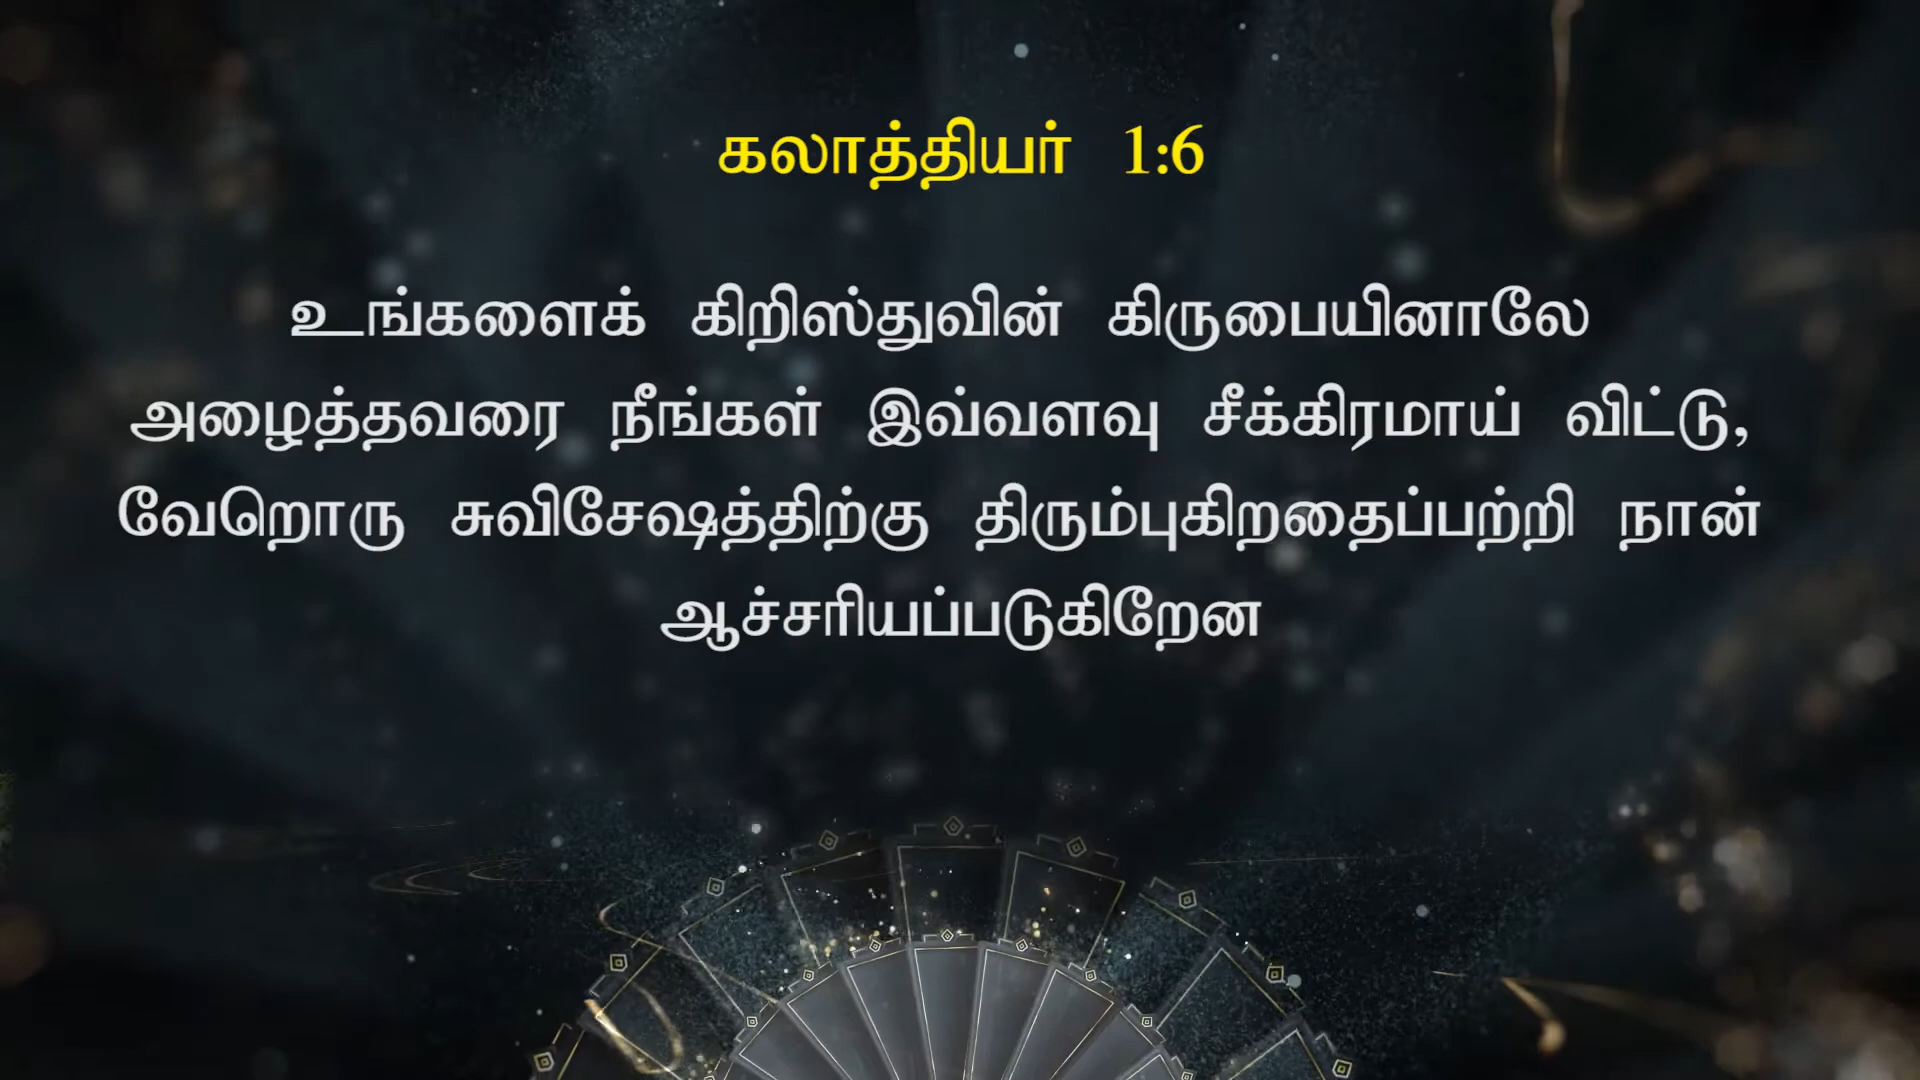 கலாத்தியர் 1:6
உங்களைக் கிறிஸ்துவின் கிருபையினாலே
அழைத்தவரை நீங்கள் இவ்வளவு சீக்கிரமாய் விட்டு,
வேறொரு சுவிசேஷத்திற்கு திரும்புகிறதைப்பற்றி நான்
ஆச்சரியப்படுகிறேன